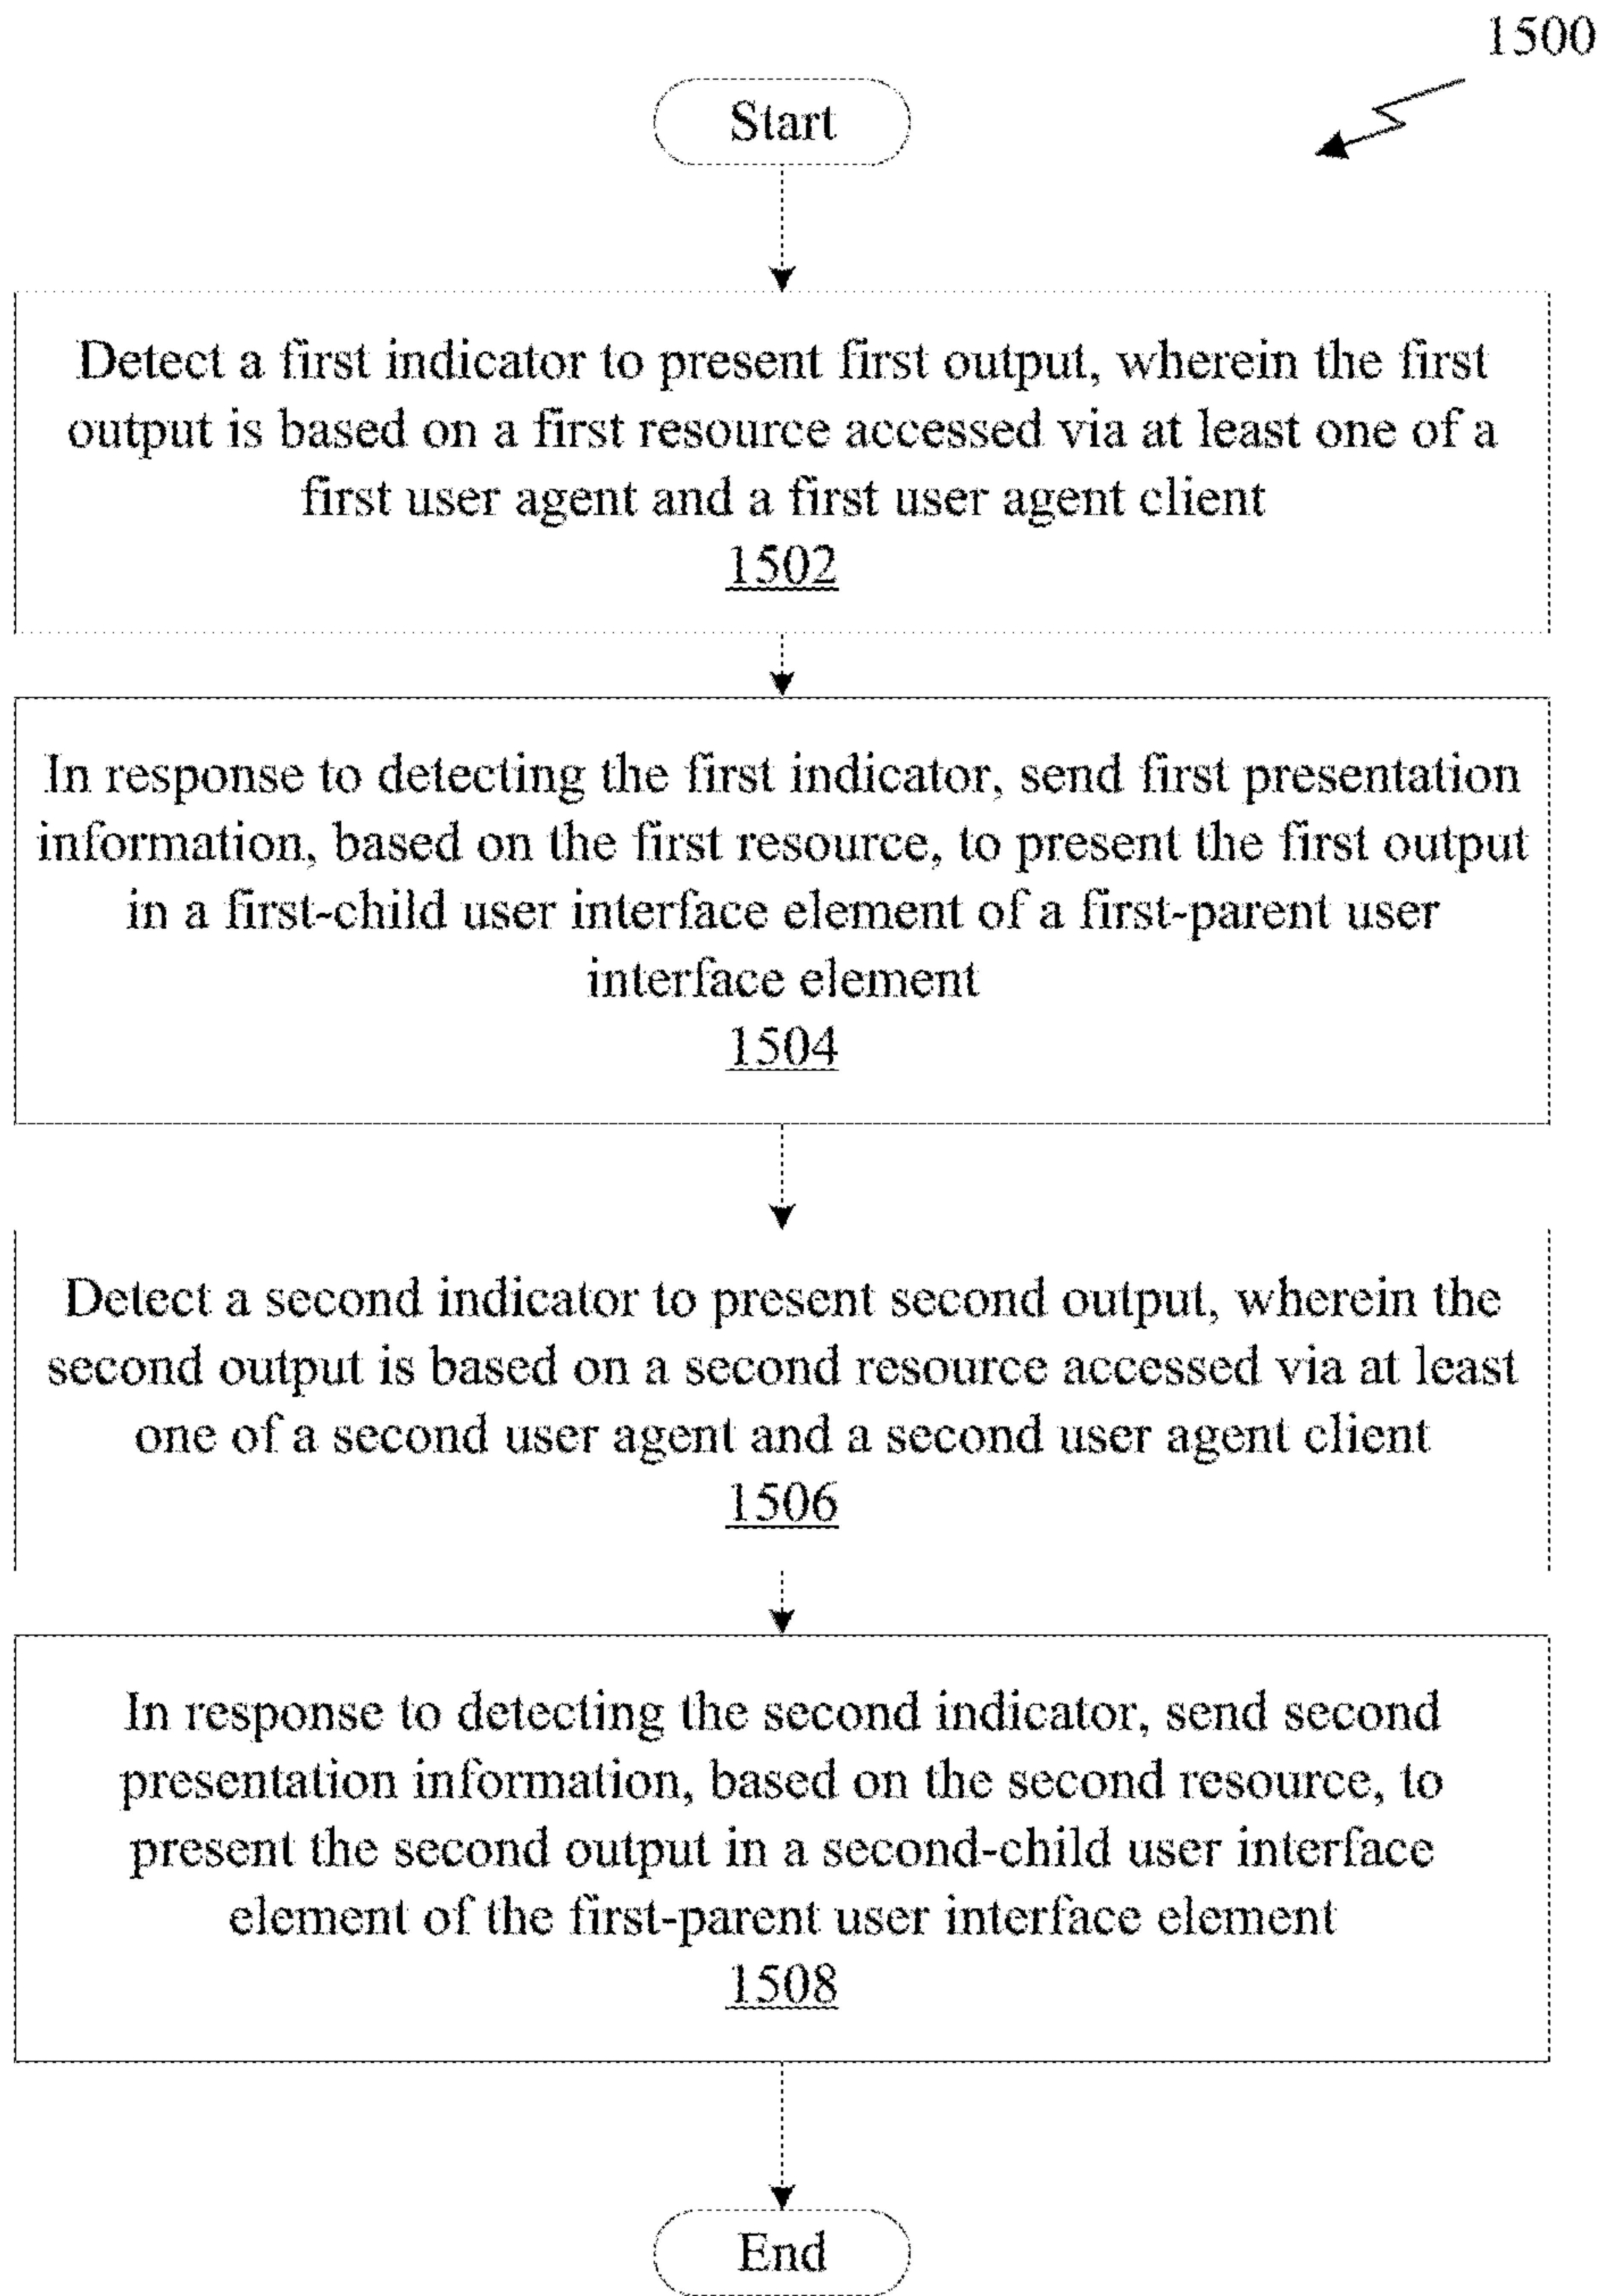 1500
Start
Detect a first indicator to present first output, wherein the first
output is based on a first resource accessed via at least one of a
first user agent and a first user agent client
1502
In response to detecting the first indicator, send first presentation
information, based on the first resource, to present the first output
in a first-child user interface element of a first-parent user
interface element
1504
Detect a second indicator to present second output, wherein the
second output is based on a second resource accessed via at least
one of a second user agent and a second user agent client
1506
In response to detecting the second indicator, send second
presentation information, based on the second resource, to
present the second output in a second-child user interface
element of the first-parent user interface element
1508
End